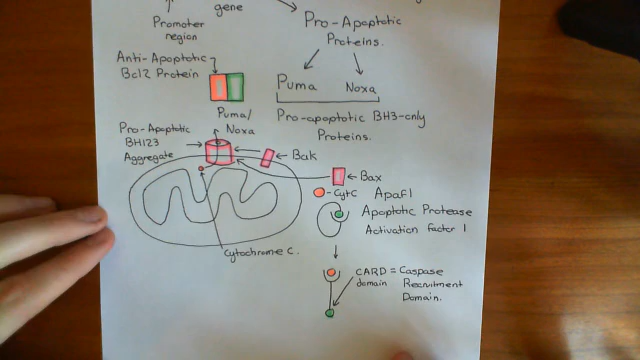 gene
Promoter
region
Pro-Apoptotic
Proteins.
Anti-Apoptotic
Bcl2 Protein
Puma
Noxa
Puma/
Noxa
Pro-apoptotic BH3-only
Proteins.
Pro-Apoptotic
BH123
Aggregate
Bak
Bax
Cytc
Apaf1
Apoptotic Protease
Activation factor 1
Cytochrome C.
CARD = Caspase
domain Recruitment
Domain.